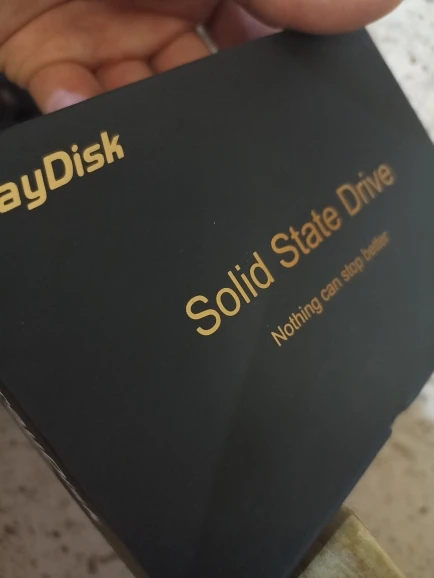 ayDisk
Solid State Drive
Nothing can stop better